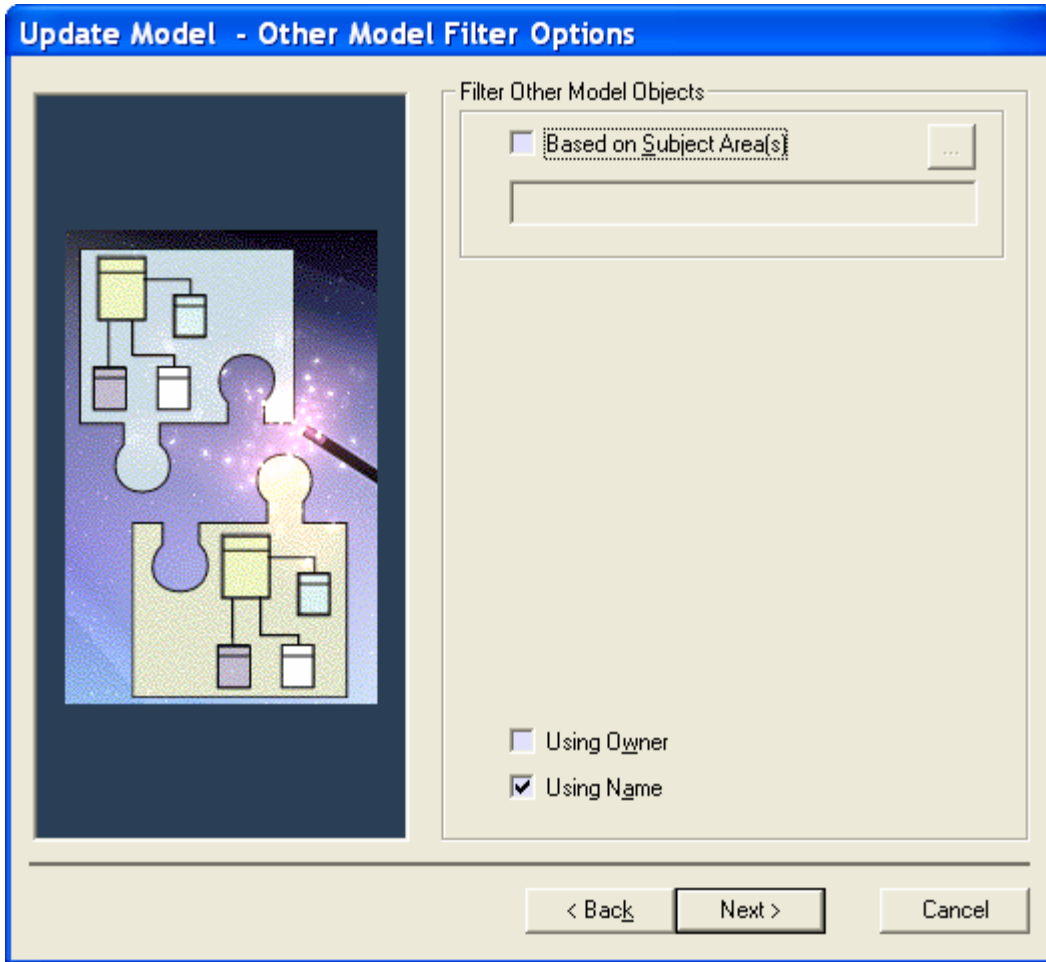 Update Model - Other Model Filter Options
Filter Other Model Objects
Based on Subject Area(s)
...
Using Owner
Using Name
< Back
Next >
Cancel